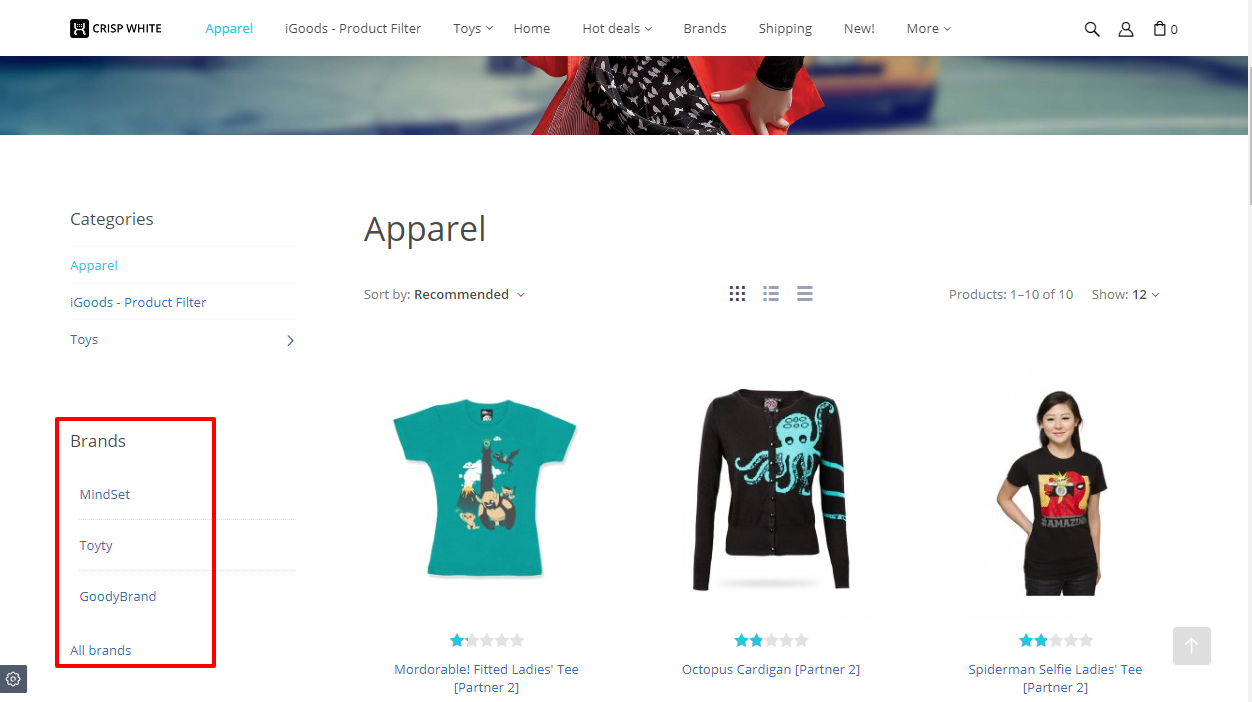 CRISP WHITE
Apparel
iGoods - Product Filter
Toys
Home
Hot deals
Brands
Shipping
New!
More
0
Categories
Apparel
iGoods - Product Filter
Toys
Brands
MindSet
Toyty
GoodyBrand
All brands
Apparel
Sort by: Recommended
Products: 1–10 of 10
Show: 12
#AMAZING
Mordorable! Fitted Ladies' Tee
[Partner 2]
Octopus Cardigan [Partner 2]
Spiderman Selfie Ladies' Tee
[Partner 2]